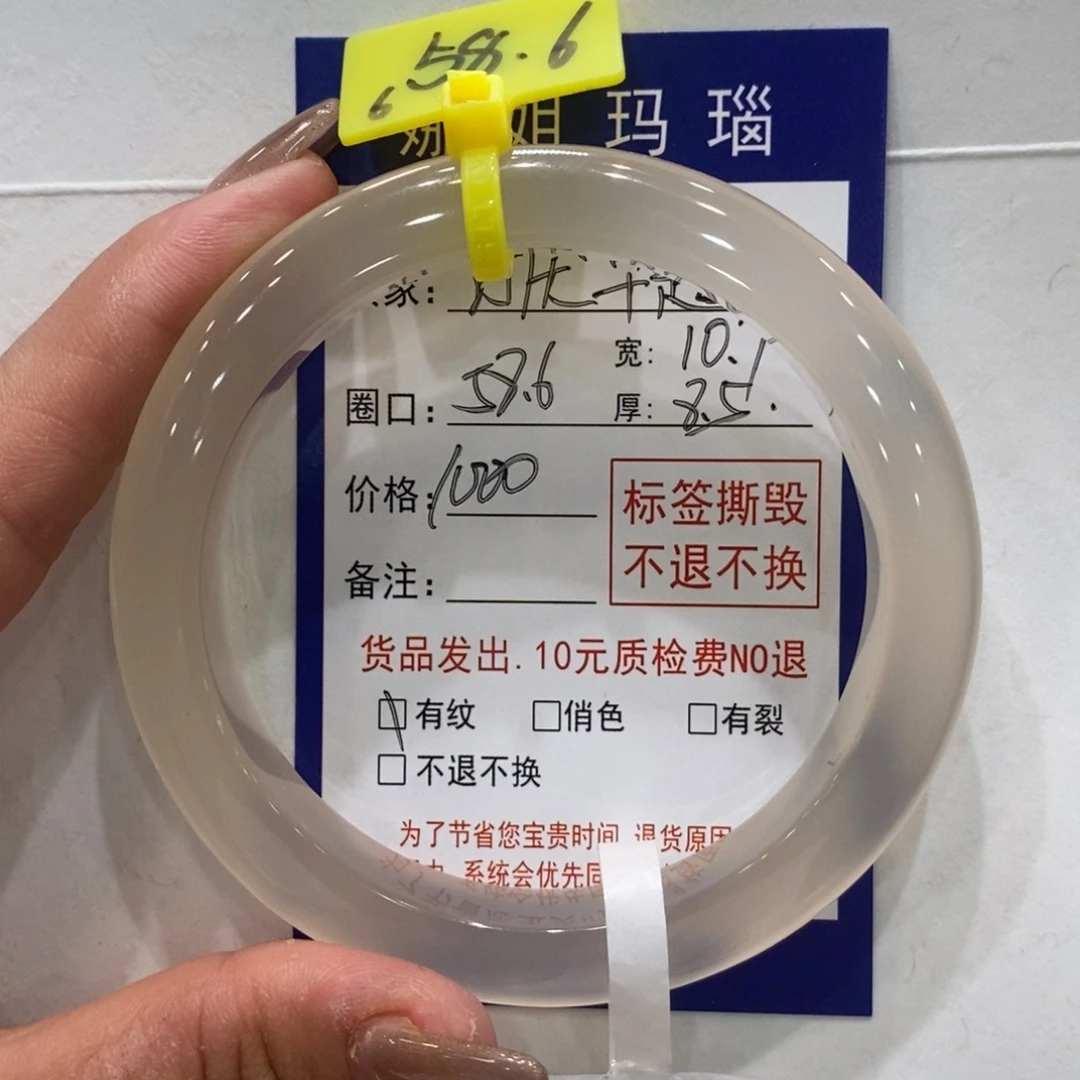 58.6
6
姐 玛 瑙
家:
宽: 10.1
圈口: 58.6 厚: 8.5.
价格: 1000
标签撕毁
不退不换
备注:
货品发出.10元质检费NO退
有纹 俏色 有裂
不退不换
为了节省您宝贵时间 退货原因
系统会优先同